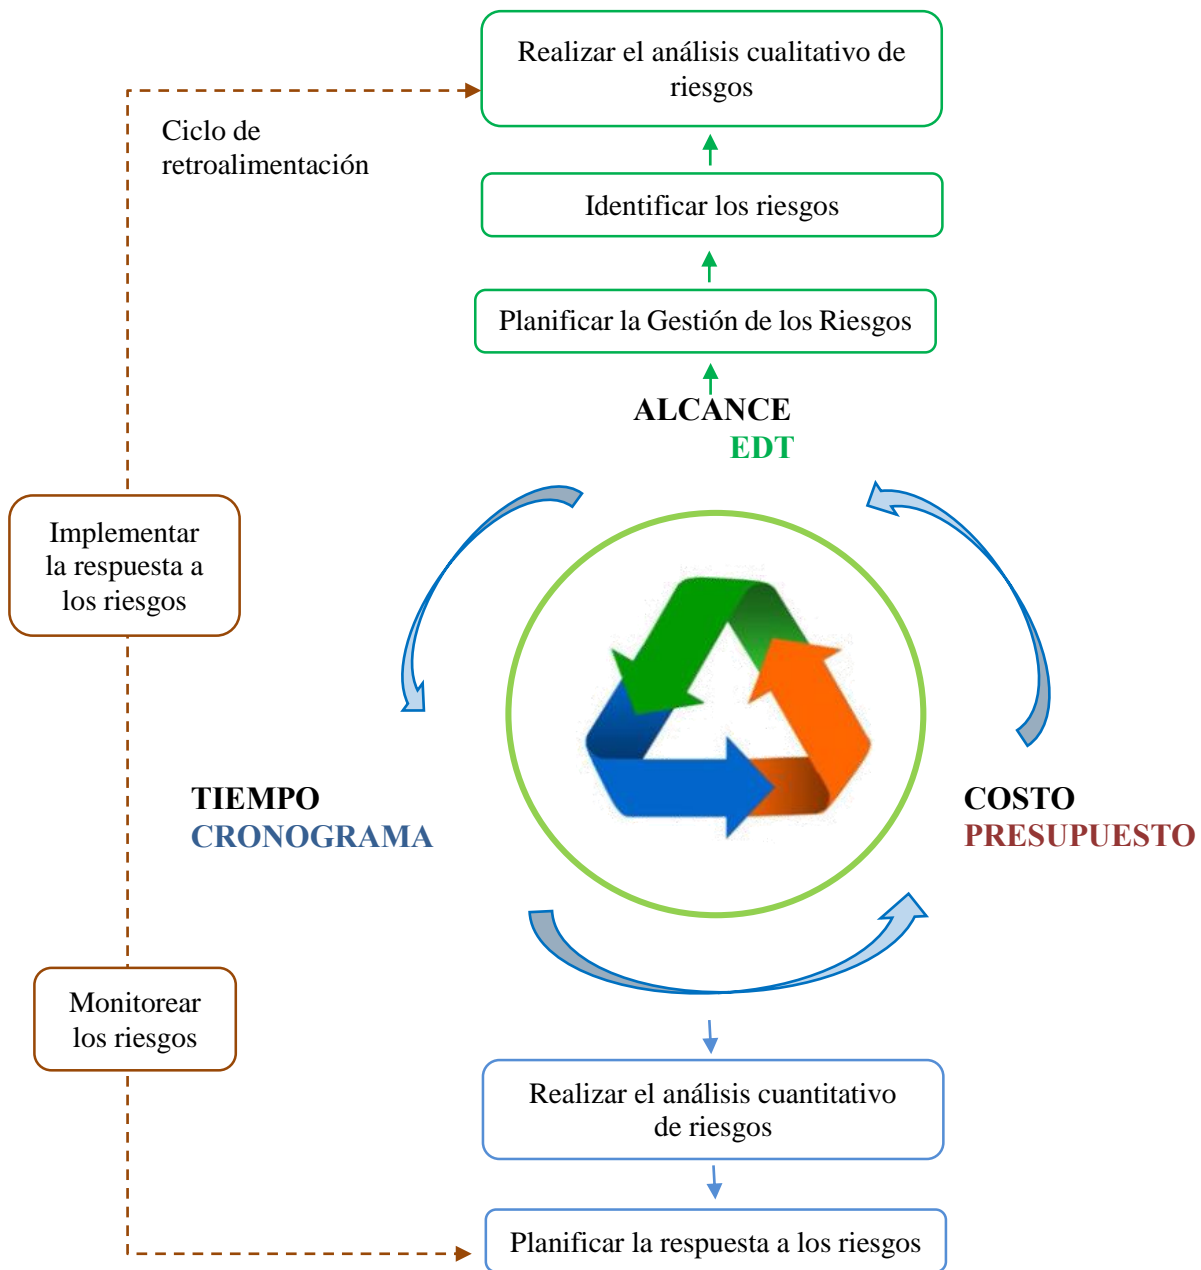 Realizar el análisis cualitativo de
riesgos
Ciclo de
retroalimentación
Identificar los riesgos
Planificar la Gestión de los Riesgos
ALCANCE
EDT
Implementar
la respuesta a
los riesgos
TIEMPO
CRONOGRAMA
COSTO
PRESUPUESTO
Monitorear
los riesgos
Realizar el análisis cuantitativo
de riesgos
Planificar la respuesta a los riesgos